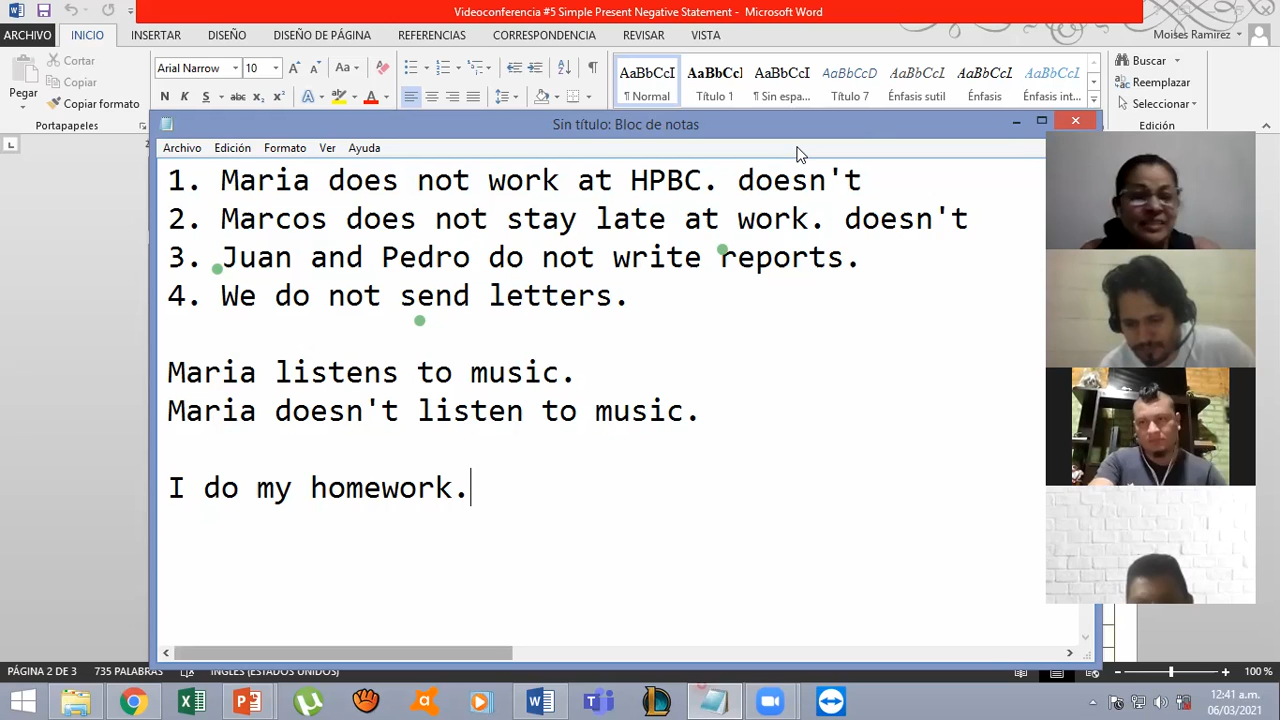 Videoconferencia #5 Simple Present Negative Statement - Microsoft Word
ARCHIVO INICIO INSERTAR DISEÑO DISEÑO DE PÁGINA REFERENCIAS CORRESPONDENCIA REVISAR VISTA Moises Ramirez
Pegar
Cortar
Copiar
Copiar formato
Portapapeles
Arial Narrow 10
AaBbCcI AaBbCcl AaBbCcI AaBbCcD AaBbCcI AaBbCcI AaBbCcI
¶ Normal Título 1 ¶ Sin espa... Título 7 Énfasis sutil Énfasis Énfasis int...
Buscar
Reemplazar
Seleccionar
Edición
Sin título: Bloc de notas
Archivo Edición Formato Ver Ayuda
1. Maria does not work at HPBC. doesn't
2. Marcos does not stay late at work. doesn't
3. Juan and Pedro do not write reports.
4. We do not send letters.
Maria listens to music.
Maria doesn't listen to music.
I do my homework.
PÁGINA 2 DE 3 735 PALABRAS INGLÉS (ESTADOS UNIDOS) 100 %
12:41 a.m.
06/03/2021